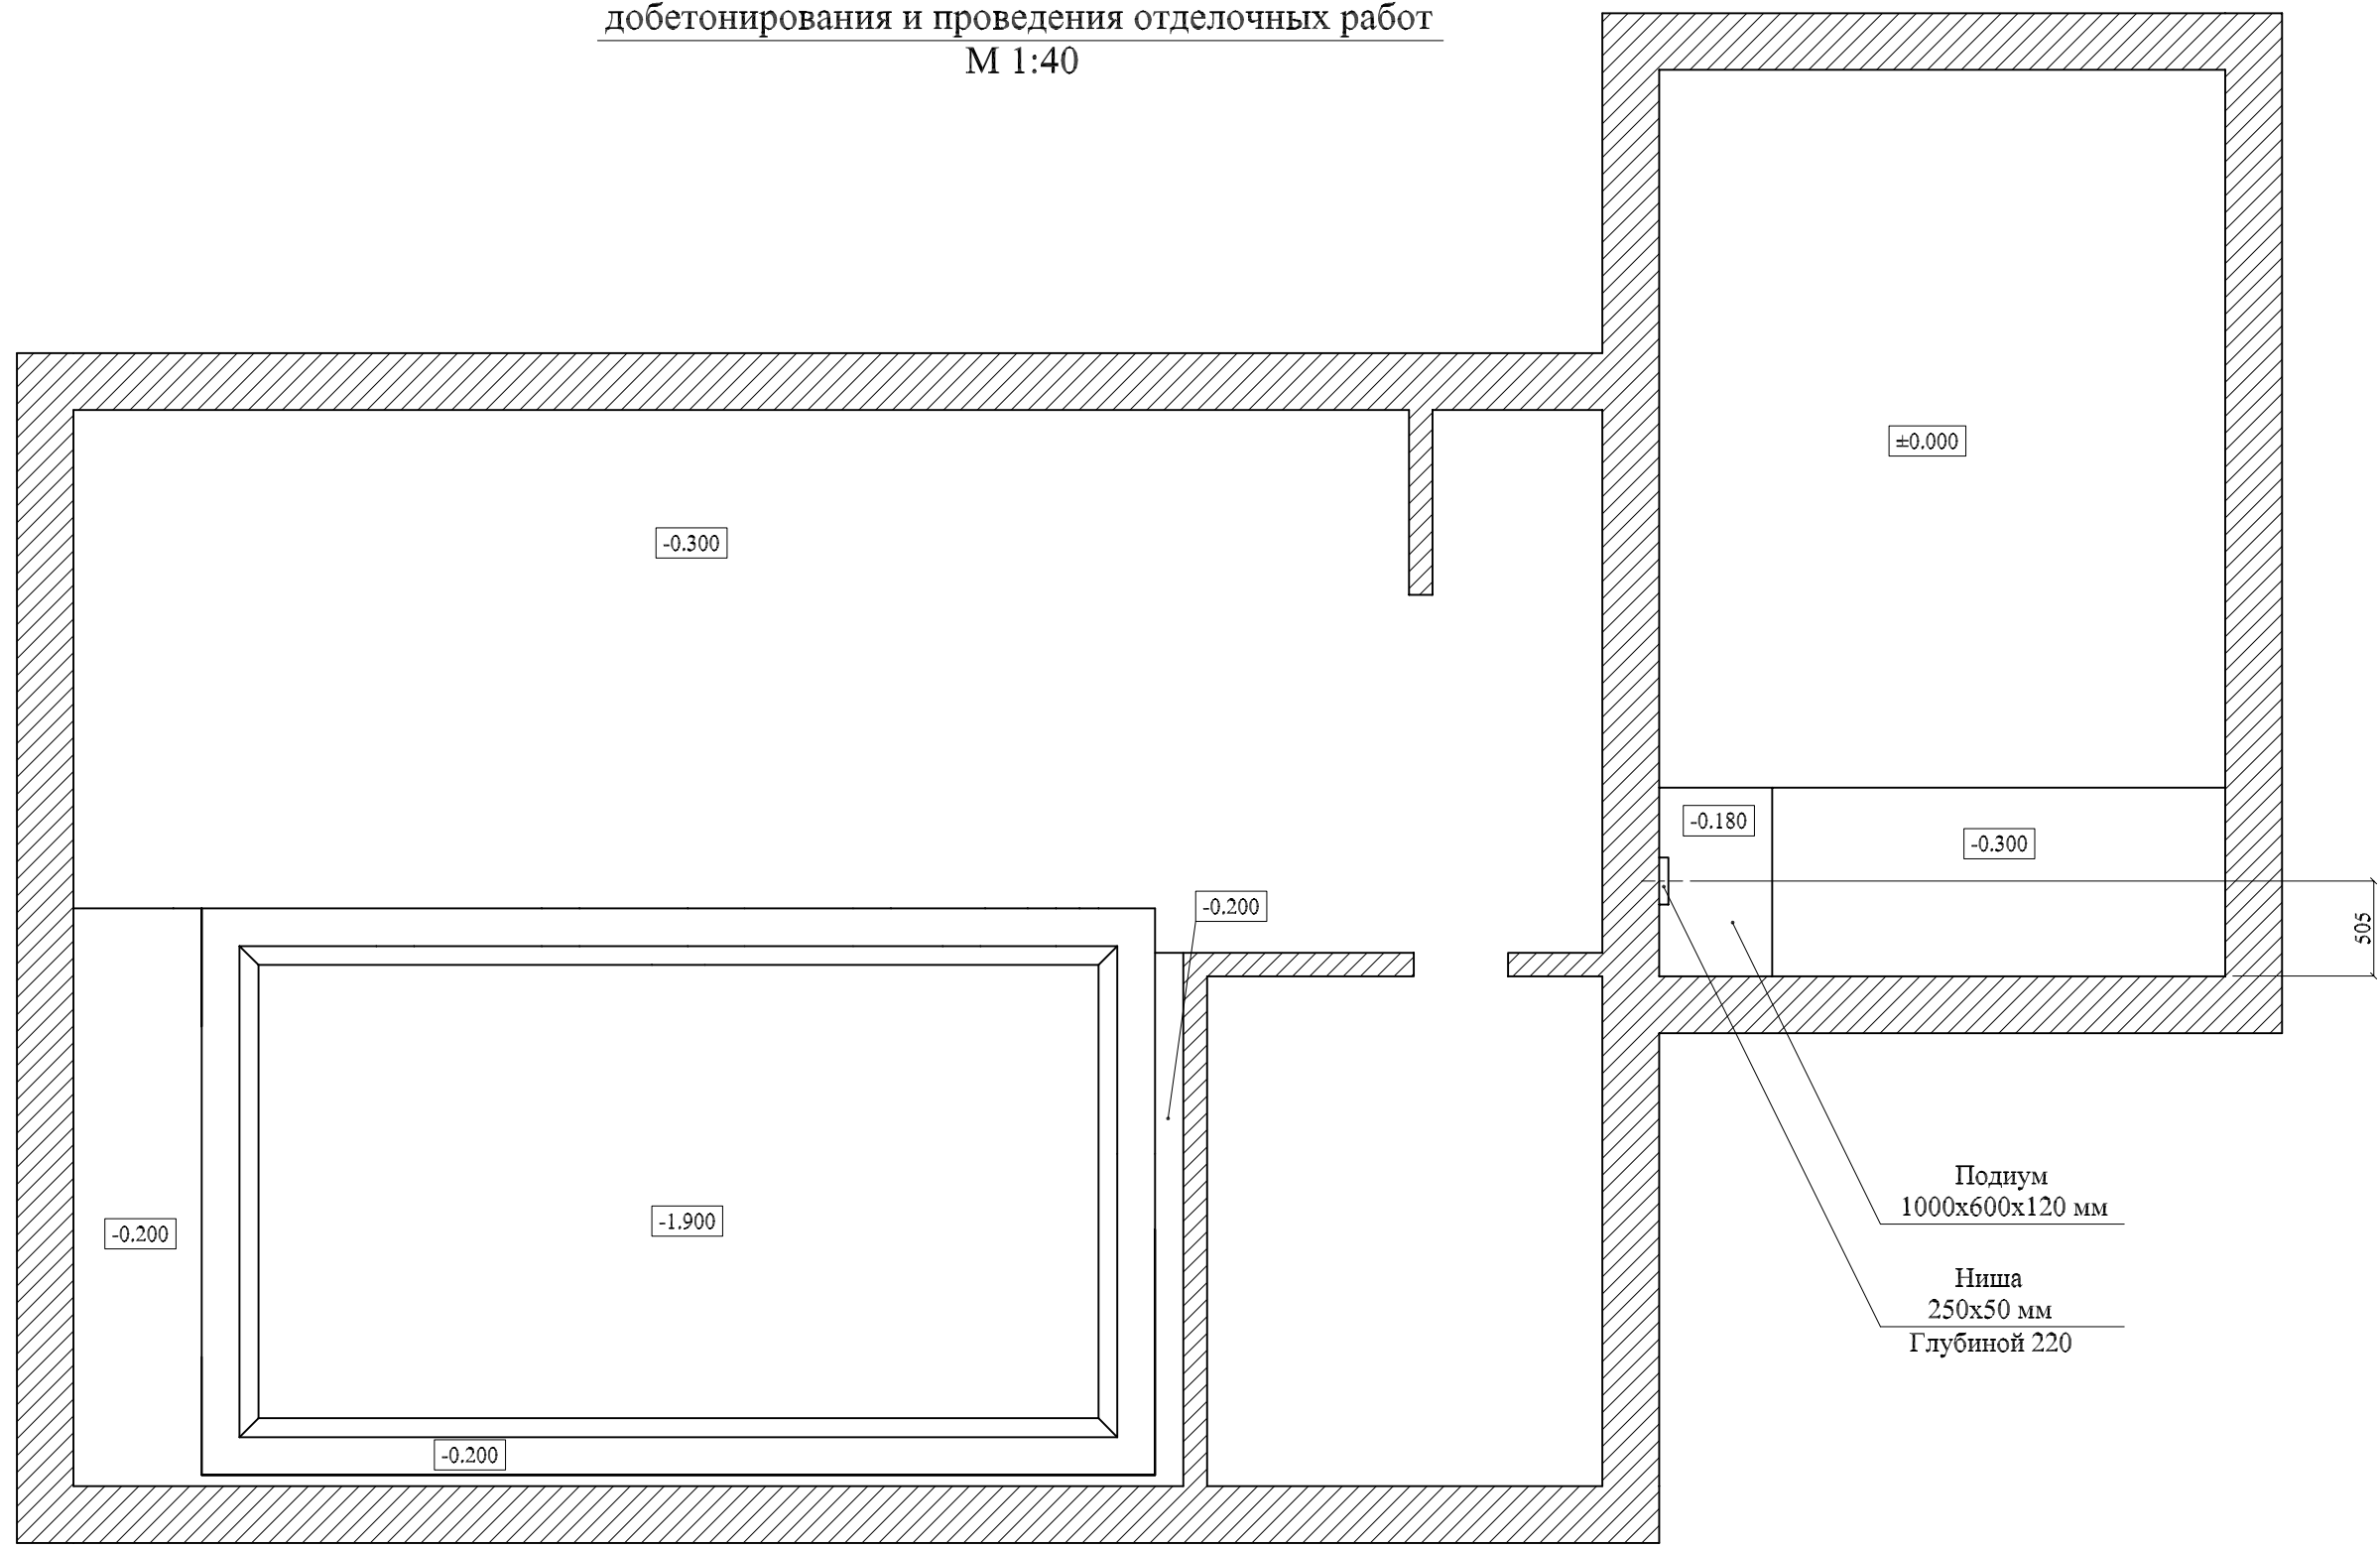 добетонирования и проведения отделочных работ
М 1:40
±0.000
-0.300
-0.180
-0.300
-0.200
505
Подиум
1000х600х120 мм
-0.200
-1.900
Ниша
250х50 мм
Глубиной 220
-0.200